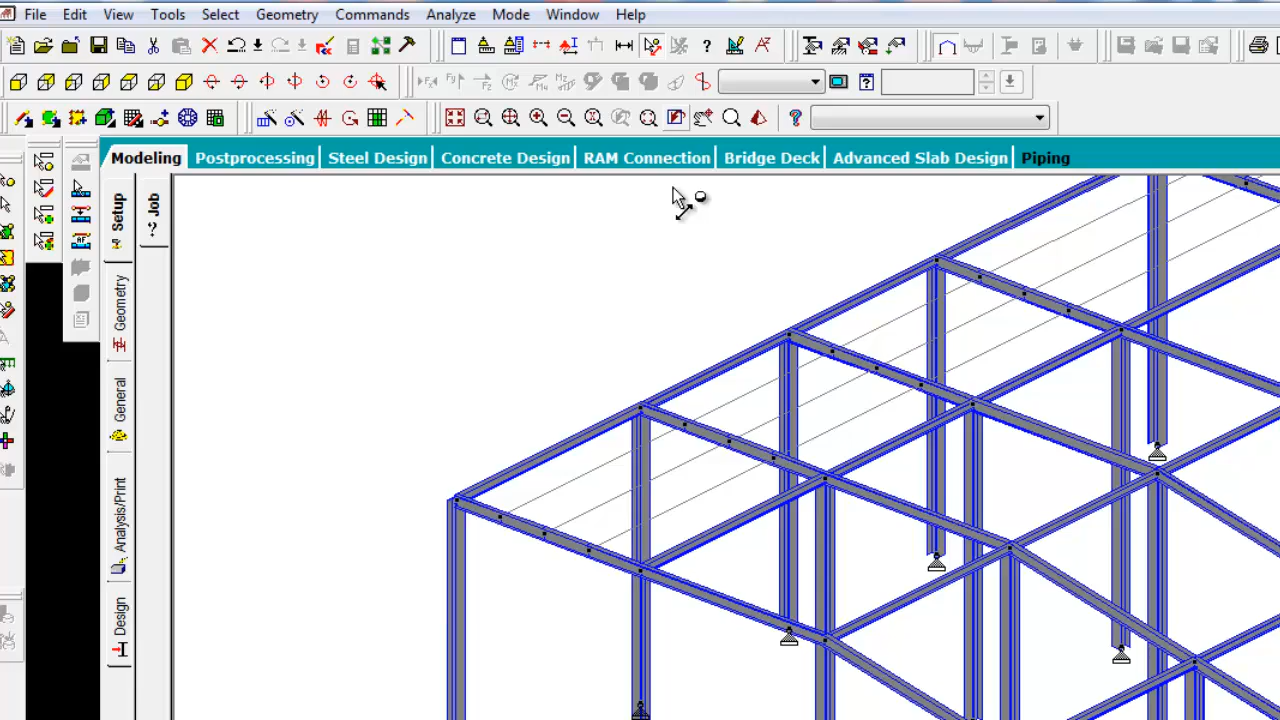 File Edit View Tools Select Geometry Commands Analyze Mode Window Help
Modeling Postprocessing Steel Design Concrete Design RAM Connection Bridge Deck Advanced Slab Design Piping
Setup
Job
Geometry
General
Analysis/Print
Design